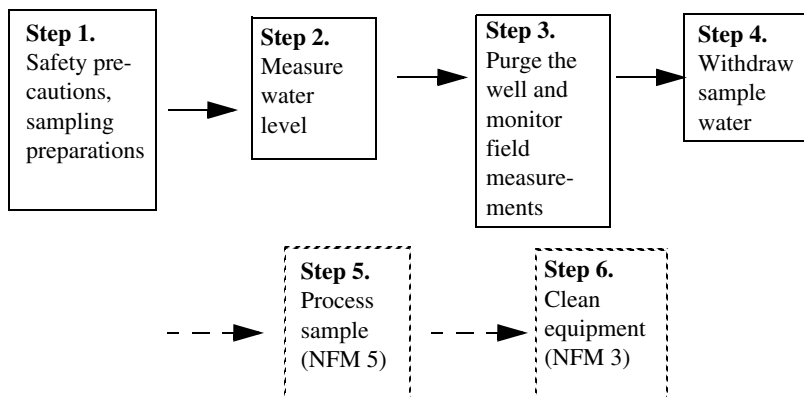 Step 1.
Safety pre-
cautions,
sampling
preparations
Step 2.
Measure
water
level
Step 3.
Purge the
well and
monitor
field
measure-
ments
Step 4.
Withdraw
sample
water
Step 5.
Process
sample
(NFM 5)
Step 6.
Clean
equipment
(NFM 3)